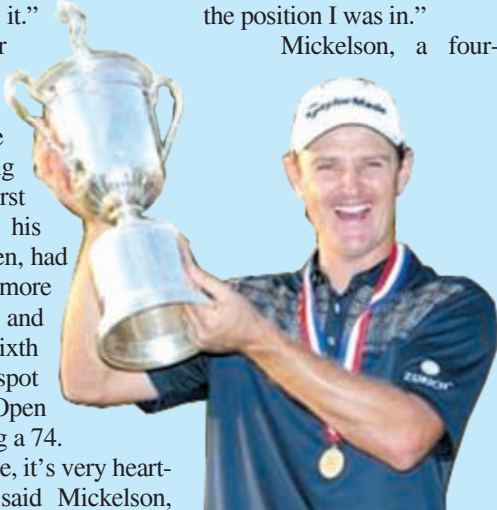 it.”
r
e
g
rst
his
en, had
more
and
ixth
spot
Open
g a 74.
e, it’s very heart-
said Mickelson,
the position I was in.”
Mickelson, a four-
TaylorMade
ZURICH